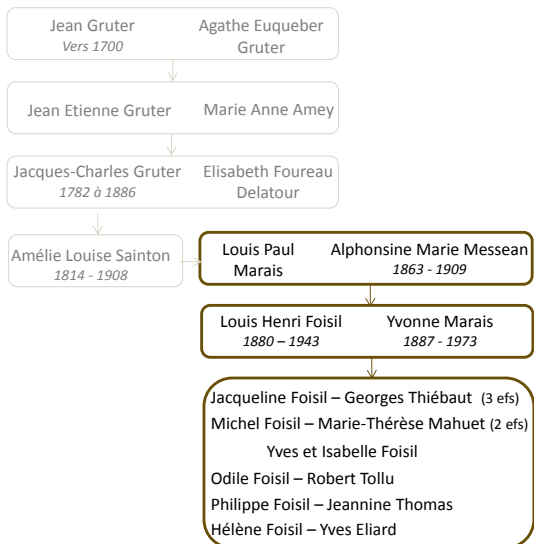 Jean Gruter
Vers 1700
Agathe Euqueber
Gruter
Jean Etienne Gruter
Marie Anne Amey
Jacques-Charles Gruter
1782 à 1886
Elisabeth Foureau
Delatour
Amélie Louise Sainton
1814 - 1908
Louis Paul
Marais
Alphonsine Marie Messean
1863 - 1909
Louis Henri Foisil
1880 – 1943
Yvonne Marais
1887 - 1973
Jacqueline Foisil – Georges Thiébaut (3 efs)
Michel Foisil – Marie-Thérèse Mahuet (2 efs)
Yves et Isabelle Foisil
Odile Foisil – Robert Tollu
Philippe Foisil – Jeannine Thomas
Hélène Foisil – Yves Eliard